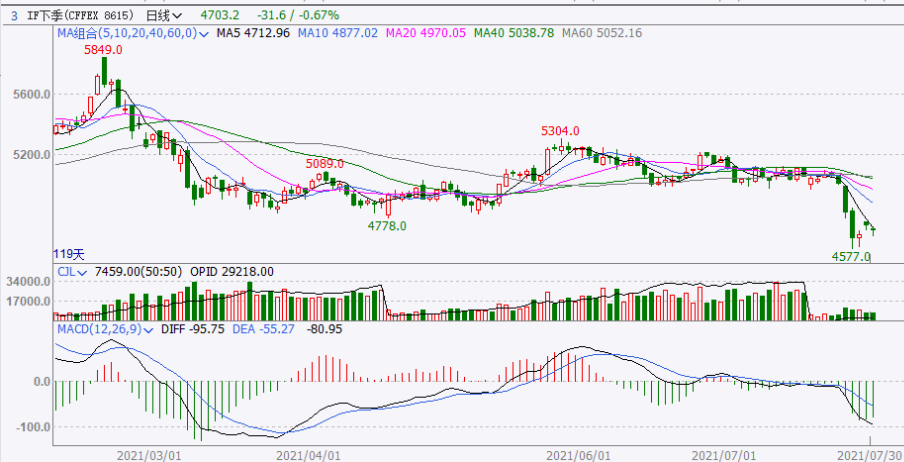 3 IF下季(CFFEX 8615) 日线 4703.2 -31.6 / -0.67%
MA组合(5,10,20,40,60,0) MA5 4712.96 MA10 4877.02 MA20 4970.05 MA40 5038.78 MA60 5052.16
5849.0
5600.0
5304.0
5200.0
5089.0
4778.0
119天
4577.0
CJL 7459.00(50:50) OPID 29218.00
34000.0
17000.0
MACD(12,26,9) DIFF -95.75 DEA -55.27 -80.95
0.0
-100.0
2021/03/01 2021/04/01 2021/06/01 2021/07/01 2021/07/30